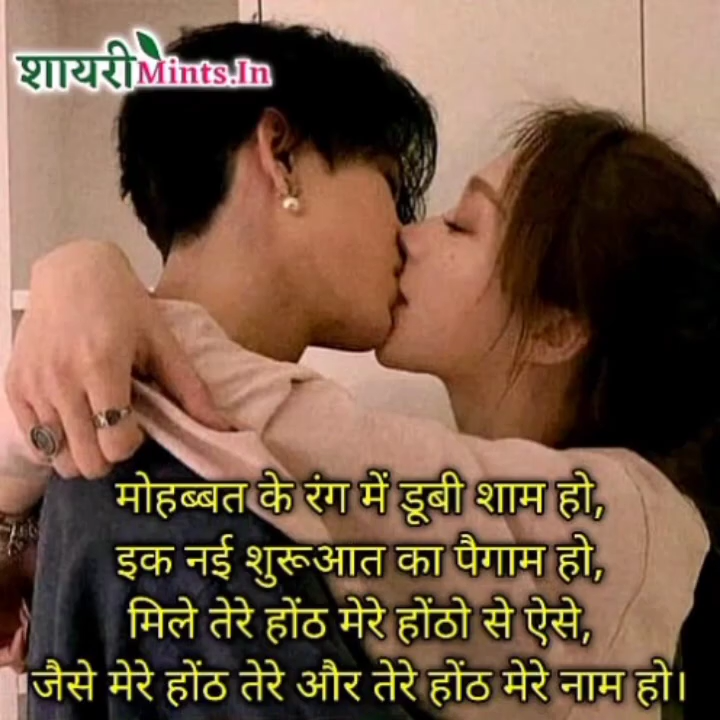 शायरीMints.In
मोहब्बत के रंग में डूबी शाम हो,
इक नई शुरूआत का पैगाम हो,
मिले तेरे होंठ मेरे होंठो से ऐसे,
जैसे मेरे होंठ तेरे और तेरे होंठ मेरे नाम हो।